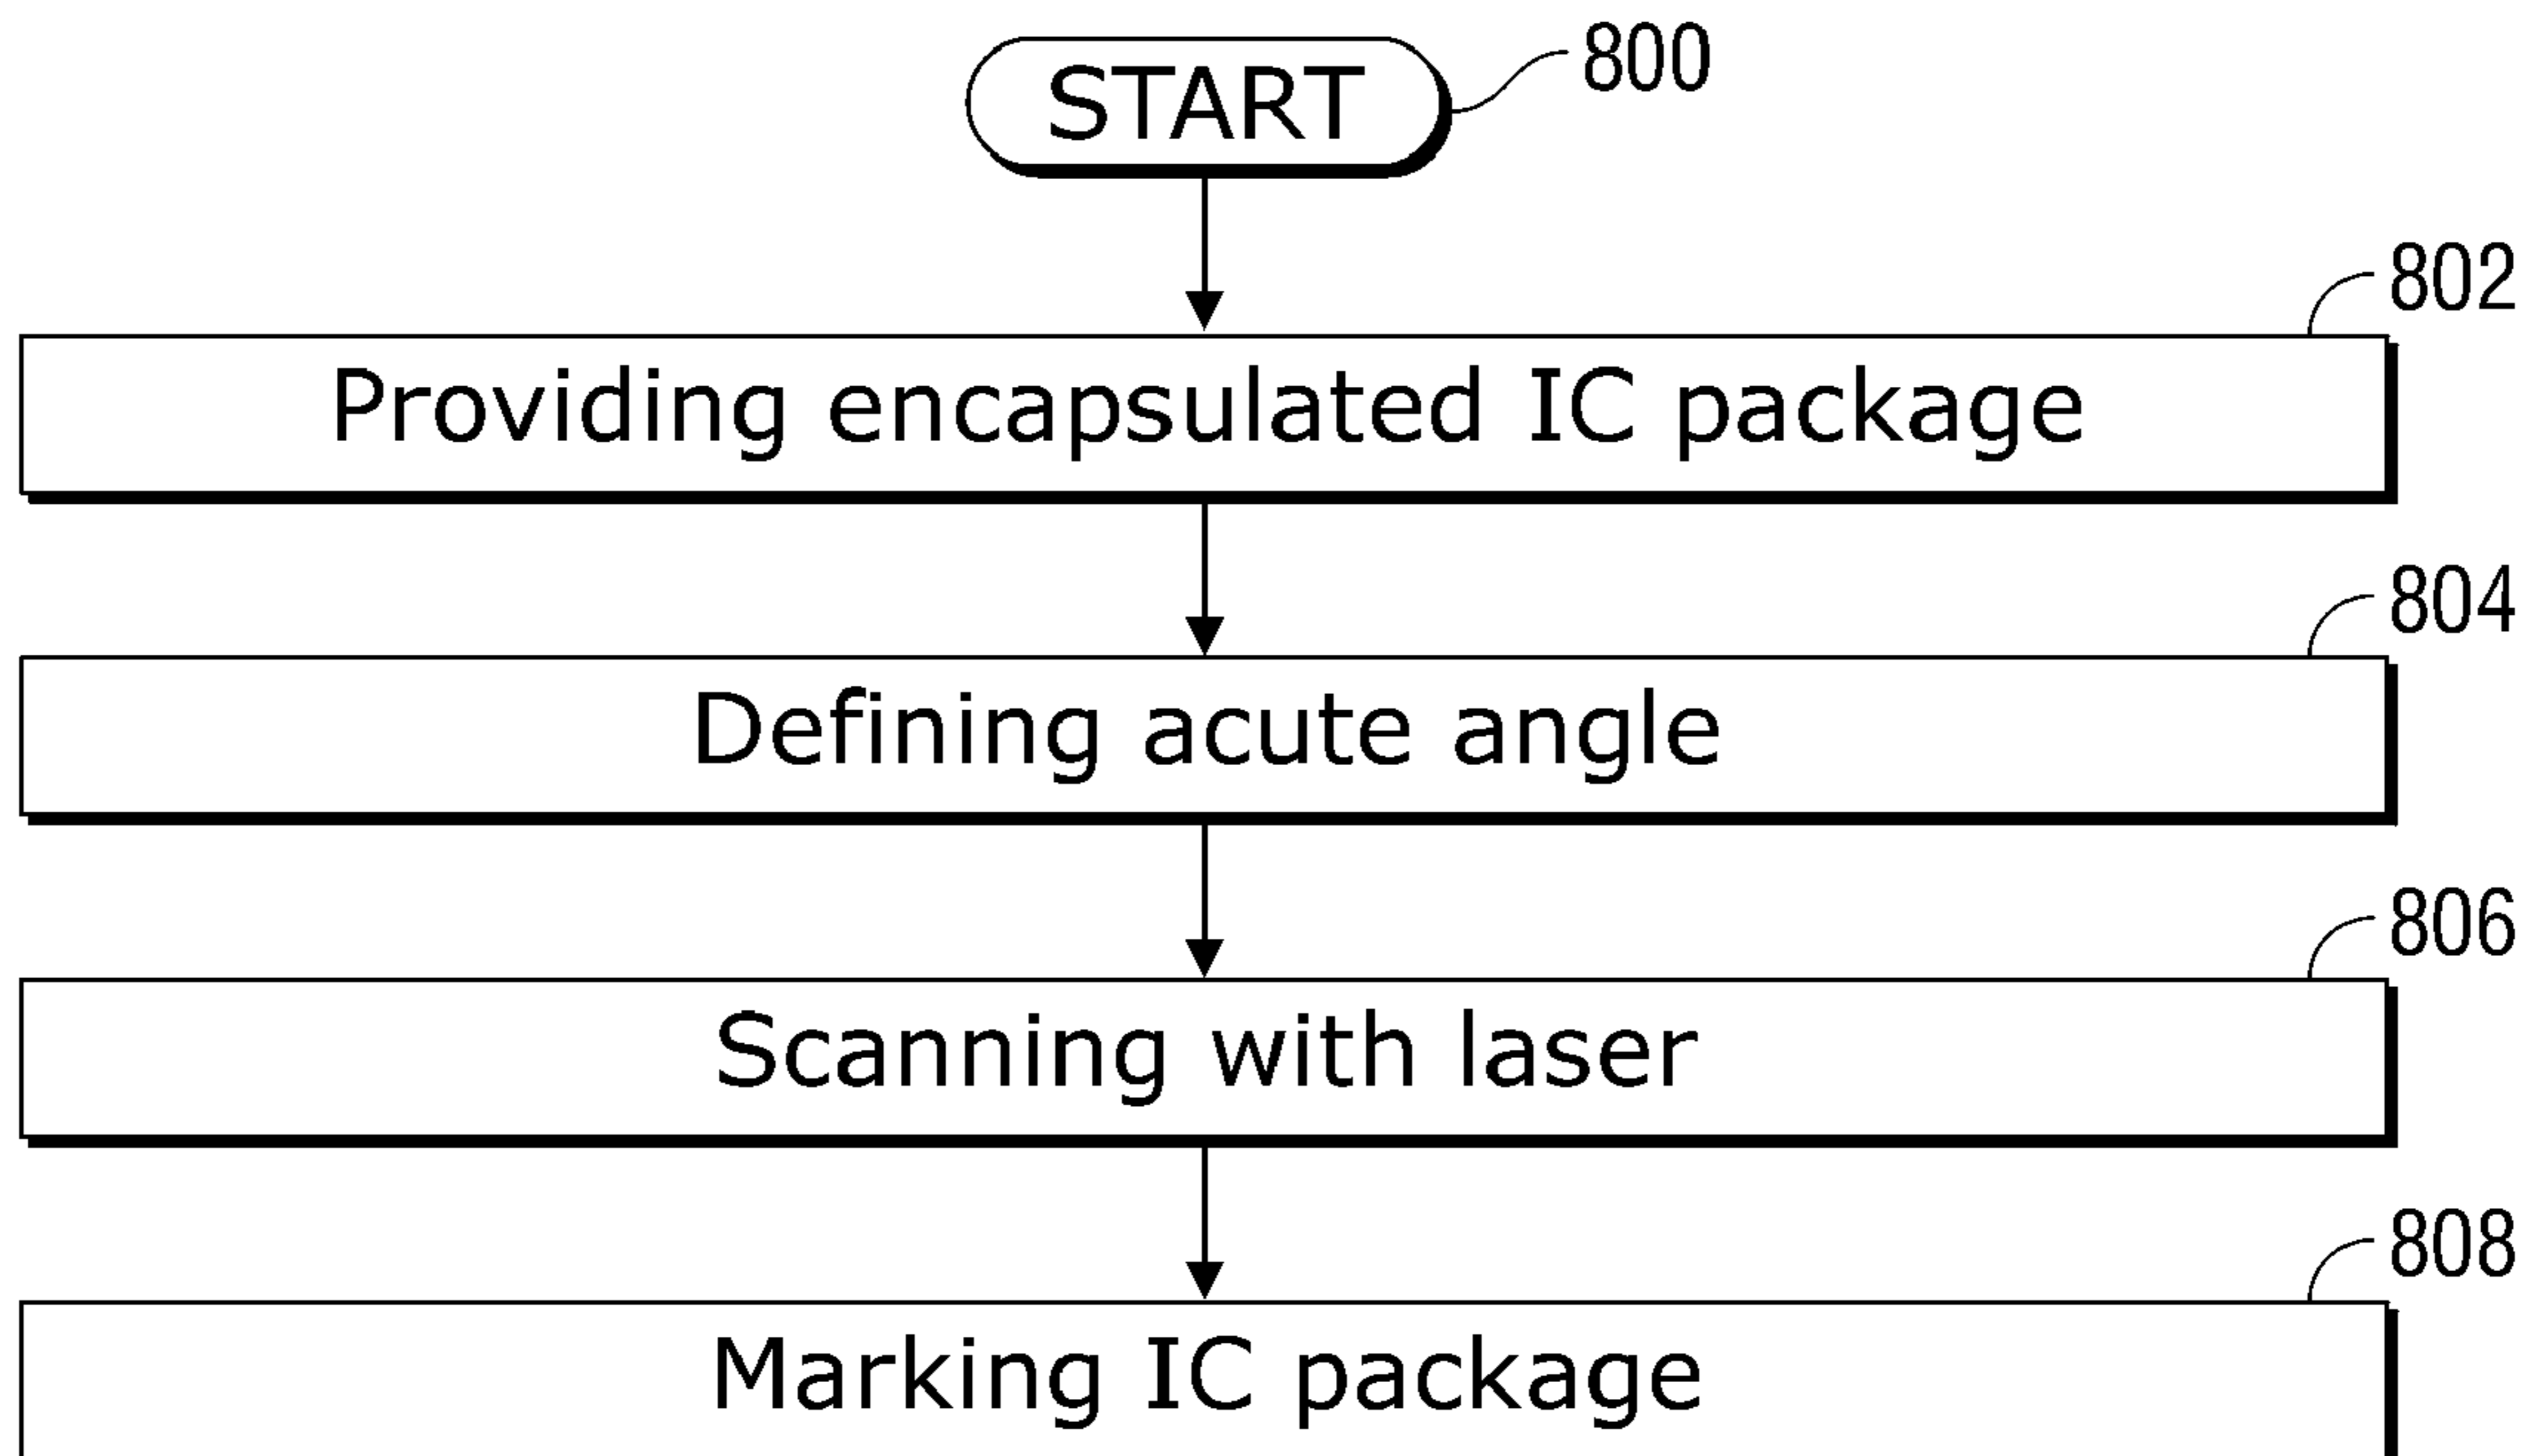 START
800
802
Providing encapsulated IC package
804
Defining acute angle
806
Scanning with laser
808
Marking IC package